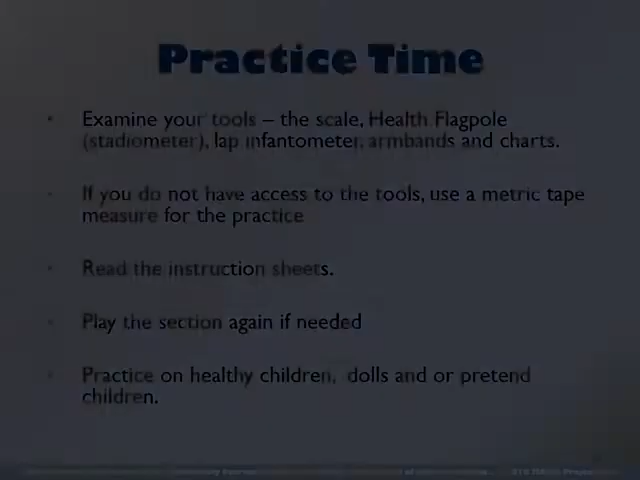 Practice Time
• Examine your tools – the scale, Health Flagpole
(stadiometer), lap infantometer, armbands and charts.
• If you do not have access to the tools, use a metric tape
measure for the practice
• Read the instruction sheets.
• Play the section again if needed
• Practice on healthy children, dolls and or pretend
children.